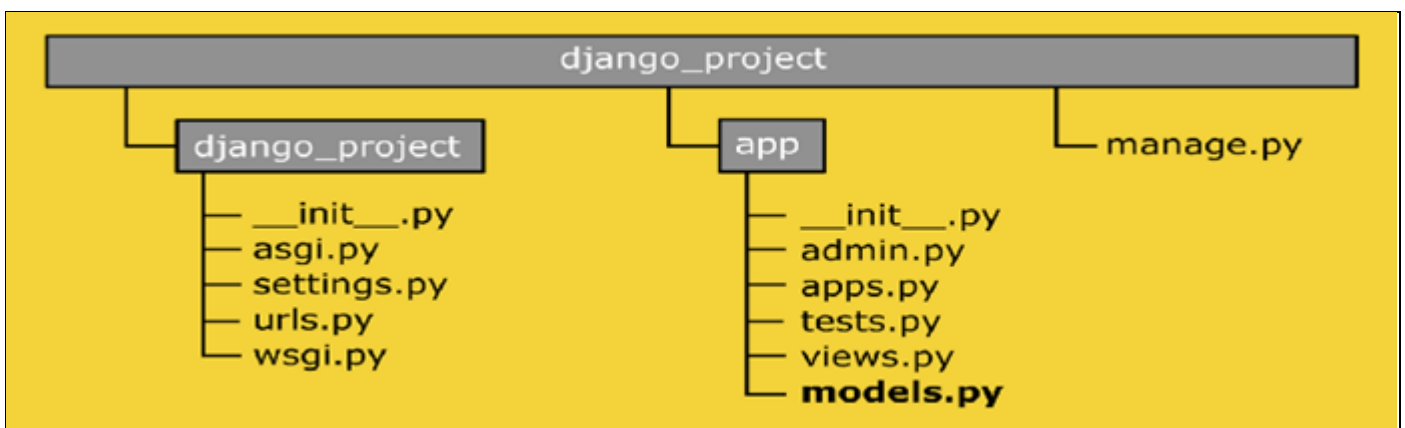 django_project
django_project
__init__.py
asgi.py
settings.py
urls.py
wsgi.py
app
__init__.py
admin.py
apps.py
tests.py
views.py
models.py
manage.py